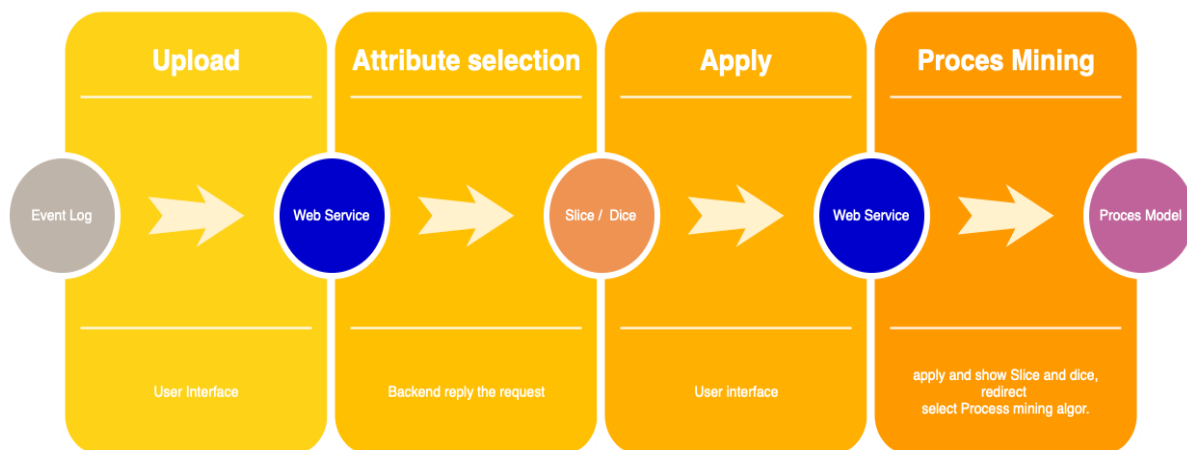 Upload
Attribute selection
Apply
Proces Mining
Event Log
Web Service
Slice / Dice
Web Service
Proces Model
User Interface
Backend reply the request
User interface
apply and show Slice and dice,
redirect
select Process mining algor.